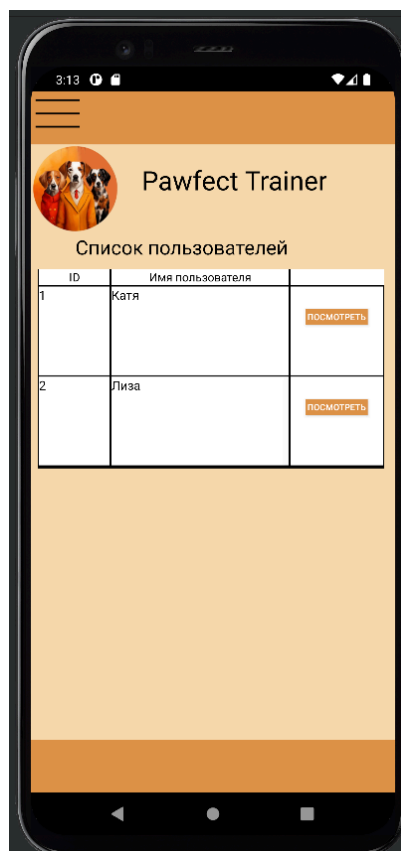 3:13
Pawfect Trainer
Список пользователей
ID Имя пользователя
1 Катя ПОСМОТРЕТЬ
2 Лиза ПОСМОТРЕТЬ